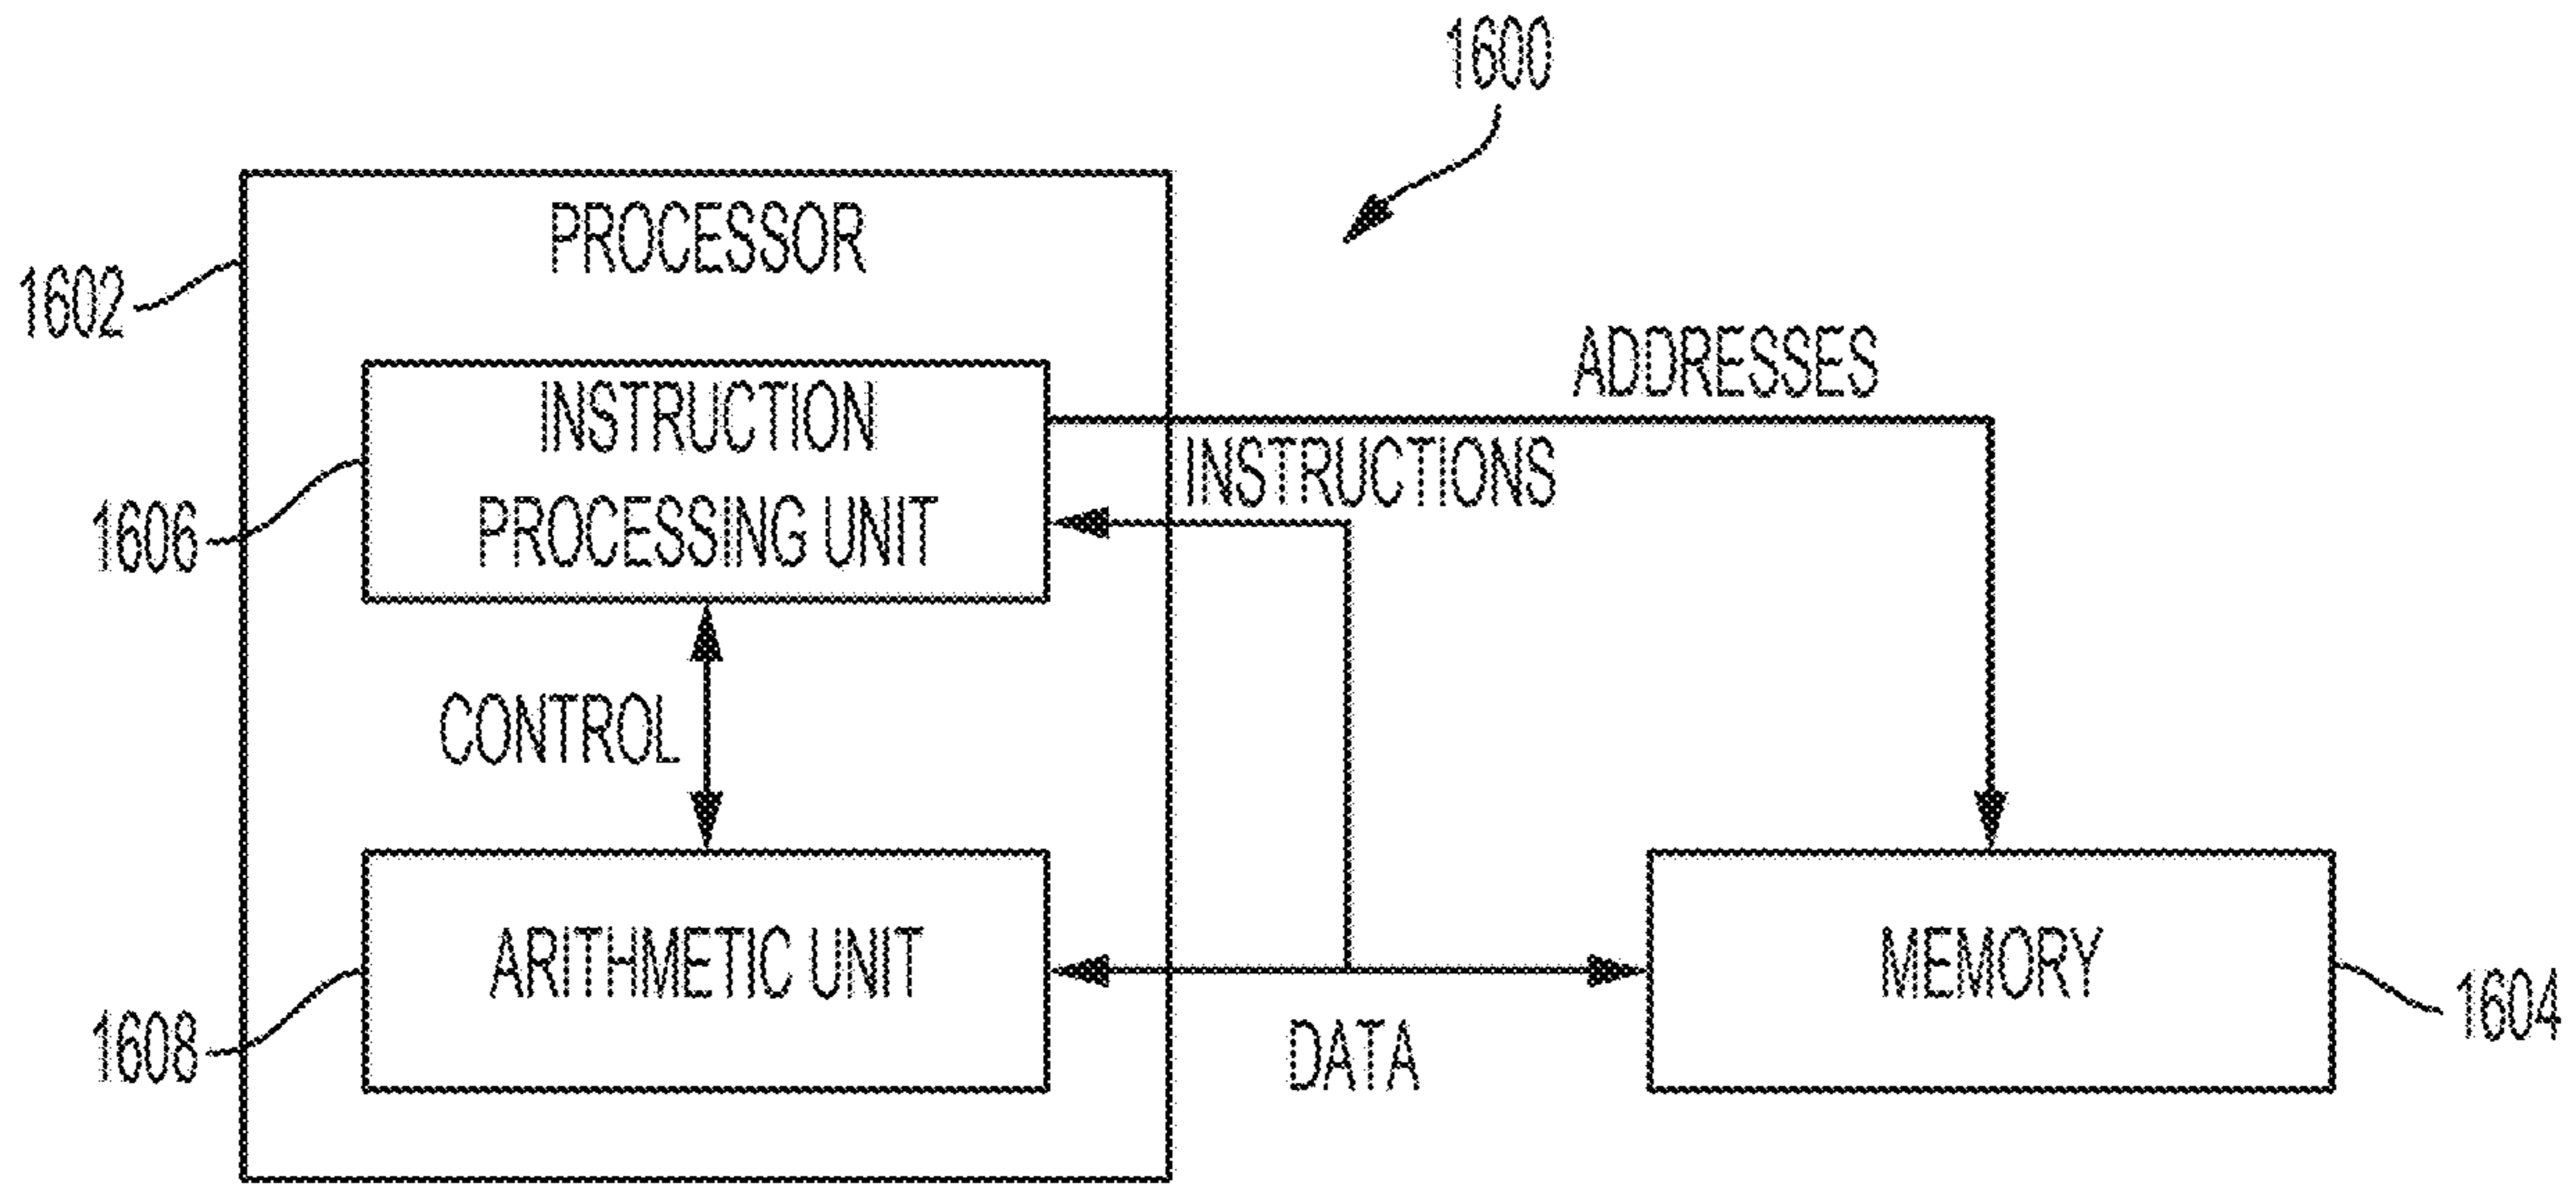 1600
PROCESSOR
1602
ADDRESSES
INSTRUCTION
PROCESSING UNIT
INSTRUCTIONS
1606
CONTROL
ARITHMETIC UNIT
MEMORY
1604
1608
DATA